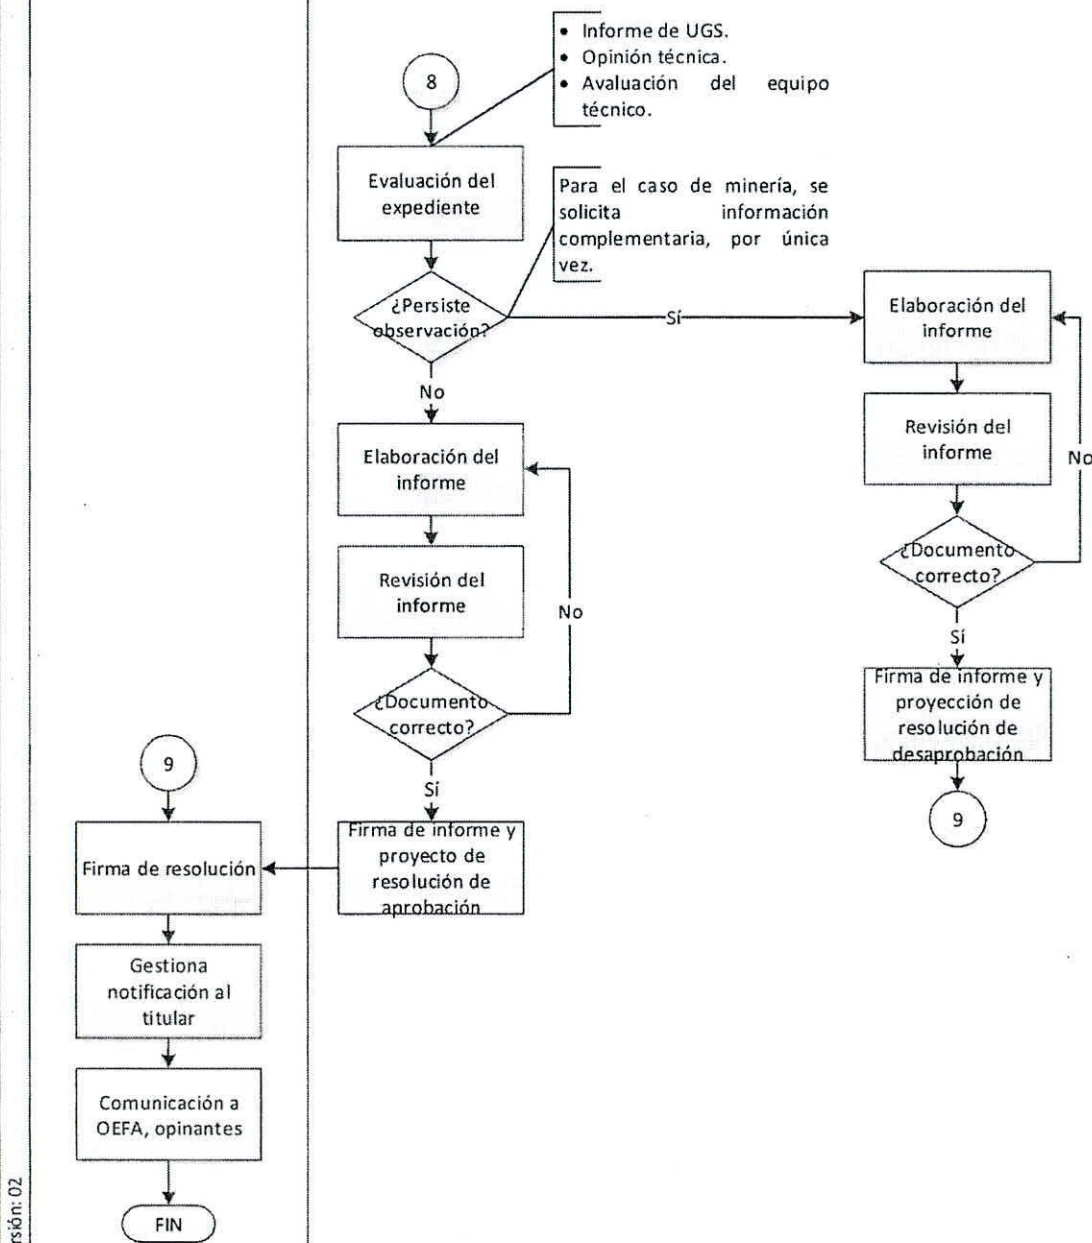 8
• Informe de UGS.
• Opinión técnica.
• Avaluación del equipo
técnico.
Evaluación del
expediente
Para el caso de minería, se
solicita información
complementaria, por única
vez.
¿Persiste
observación?
Sí
No
Elaboración del
informe
Revisión del
informe
¿Documento
correcto?
No
Sí
Firma de informe y
proyecto de
resolución de
aprobación
Elaboración del
informe
Revisión del
informe
No
¿Documento
correcto?
Sí
Firma de informe y
proyección de
resolución de
desaprobación
9
9
Firma de resolución
Gestiona
notificación al
titular
Comunicación a
OEFA, opinantes
FIN
rsión: 02